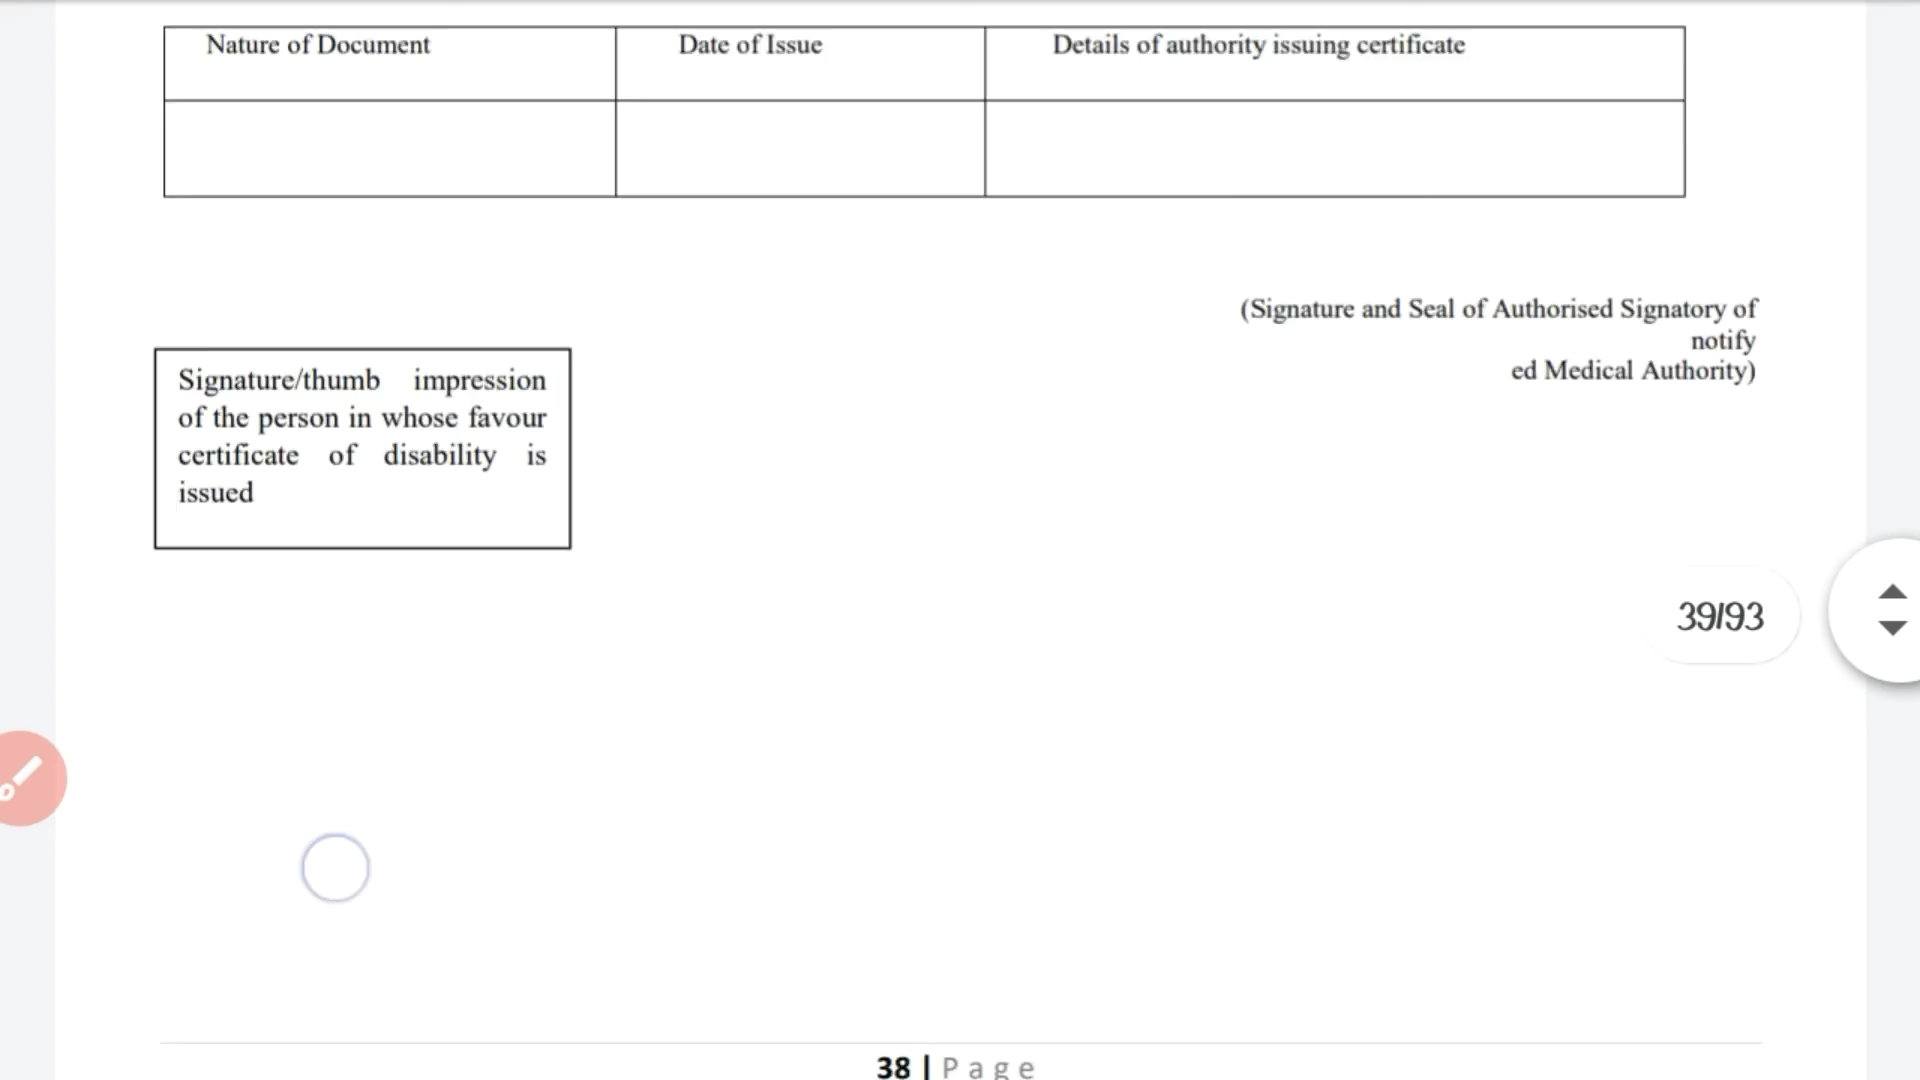 Nature of Document Date of Issue Details of authority issuing certificate
(Signature and Seal of Authorised Signatory of
notify
ed Medical Authority)
Signature/thumb impression
of the person in whose favour
certificate of disability is
issued
39/93
38 | Page